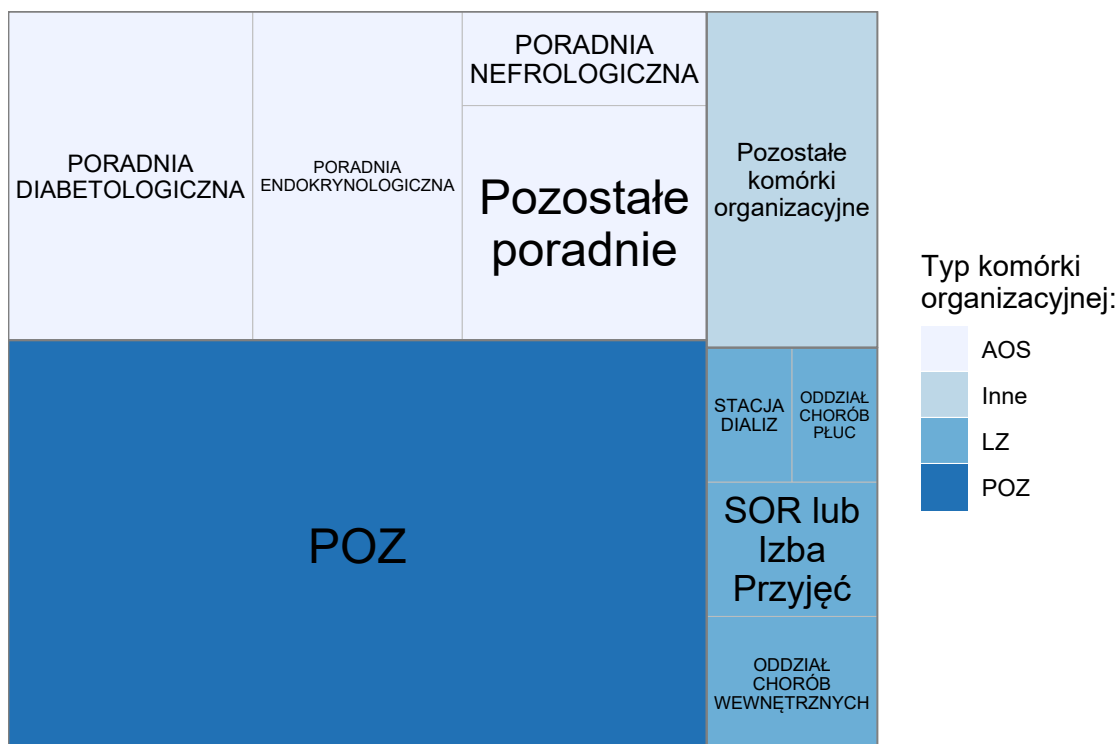 PORADNIA
DIABETOLOGICZNA
PORADNIA
ENDOKRYNOLOGICZNA
PORADNIA
NEFROLOGICZNA
Pozostałe
poradnie
Pozostałe
komórki
organizacyjne
POZ
STACJA
DIALIZ
ODDZIAŁ
CHORÓB
PŁUC
SOR lub
Izba
Przyjęć
ODDZIAŁ
CHORÓB
WEWNĘTRZNYCH
Typ komórki
organizacyjnej:
AOS
Inne
LZ
POZ